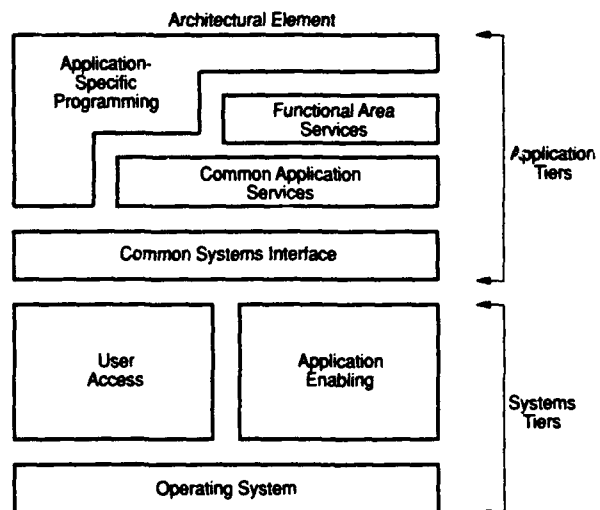 Architectural Element
Application-
Specific
Programming
Functional Area
Services
Common Application
Services
Application
Tiers
Common Systems Interface
User
Access
Application
Enabling
Systems
Tiers
Operating System